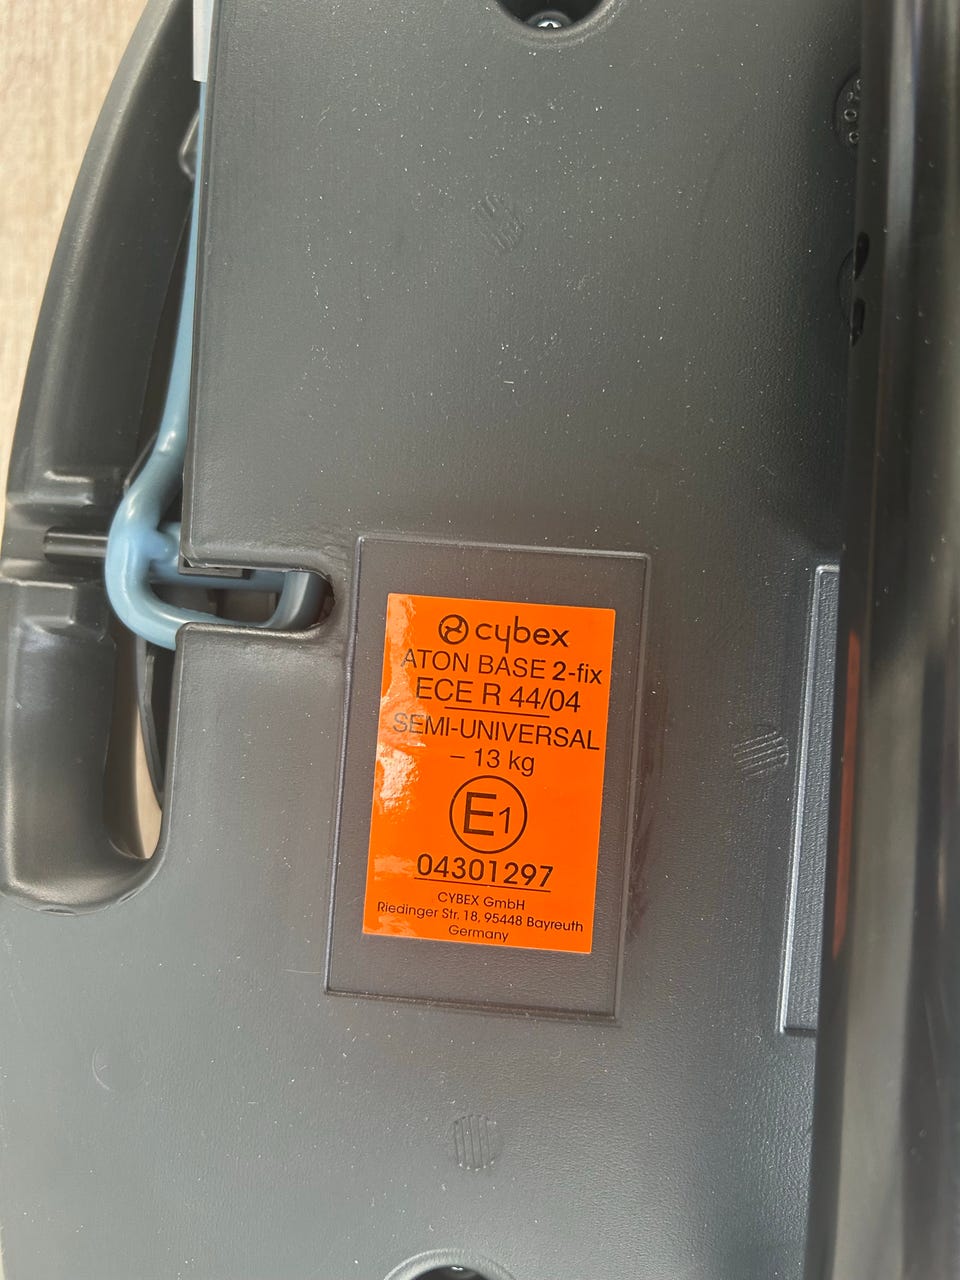 cybex
ATON BASE 2-fix
ECE R 44/04
SEMI-UNIVERSAL
– 13 kg
E1
04301297
CYBEX GmbH
Riedinger Str. 18, 95448 Bayreuth
Germany